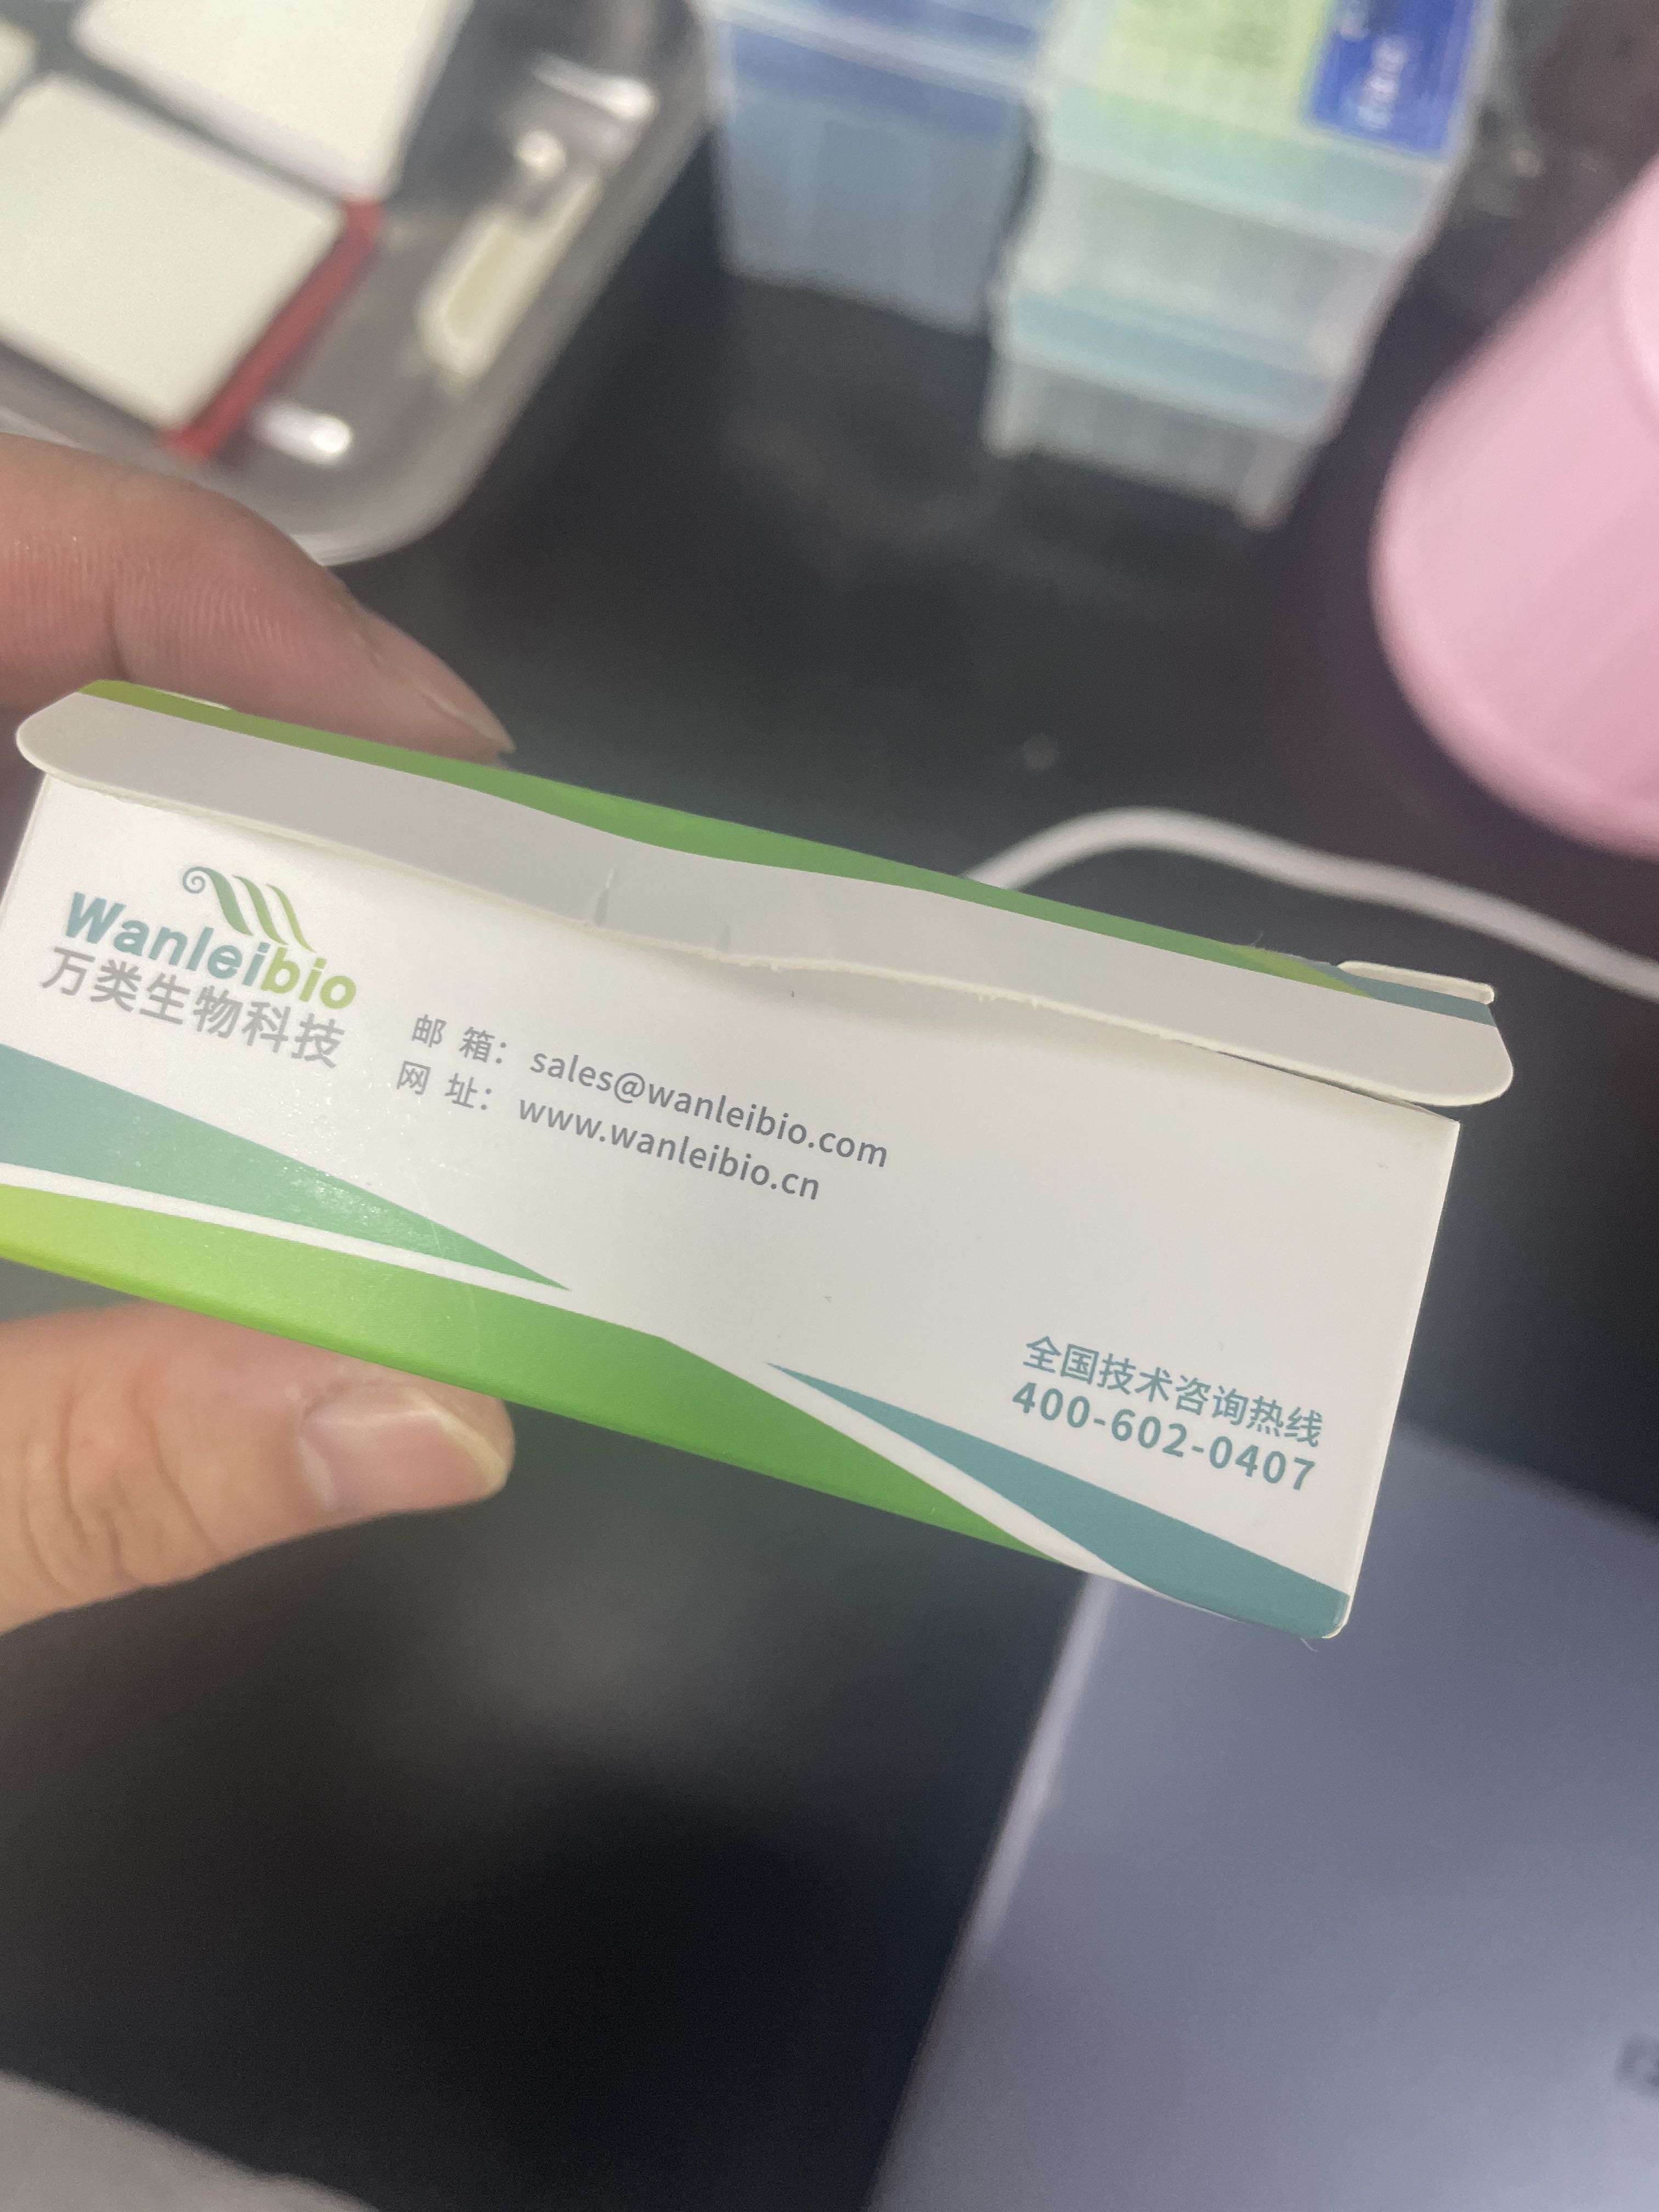 Wanleibio
万类生物科技
邮 箱：sales@wanleibio.com
网 址：www.wanleibio.cn
全国技术咨询热线
400-602-0407